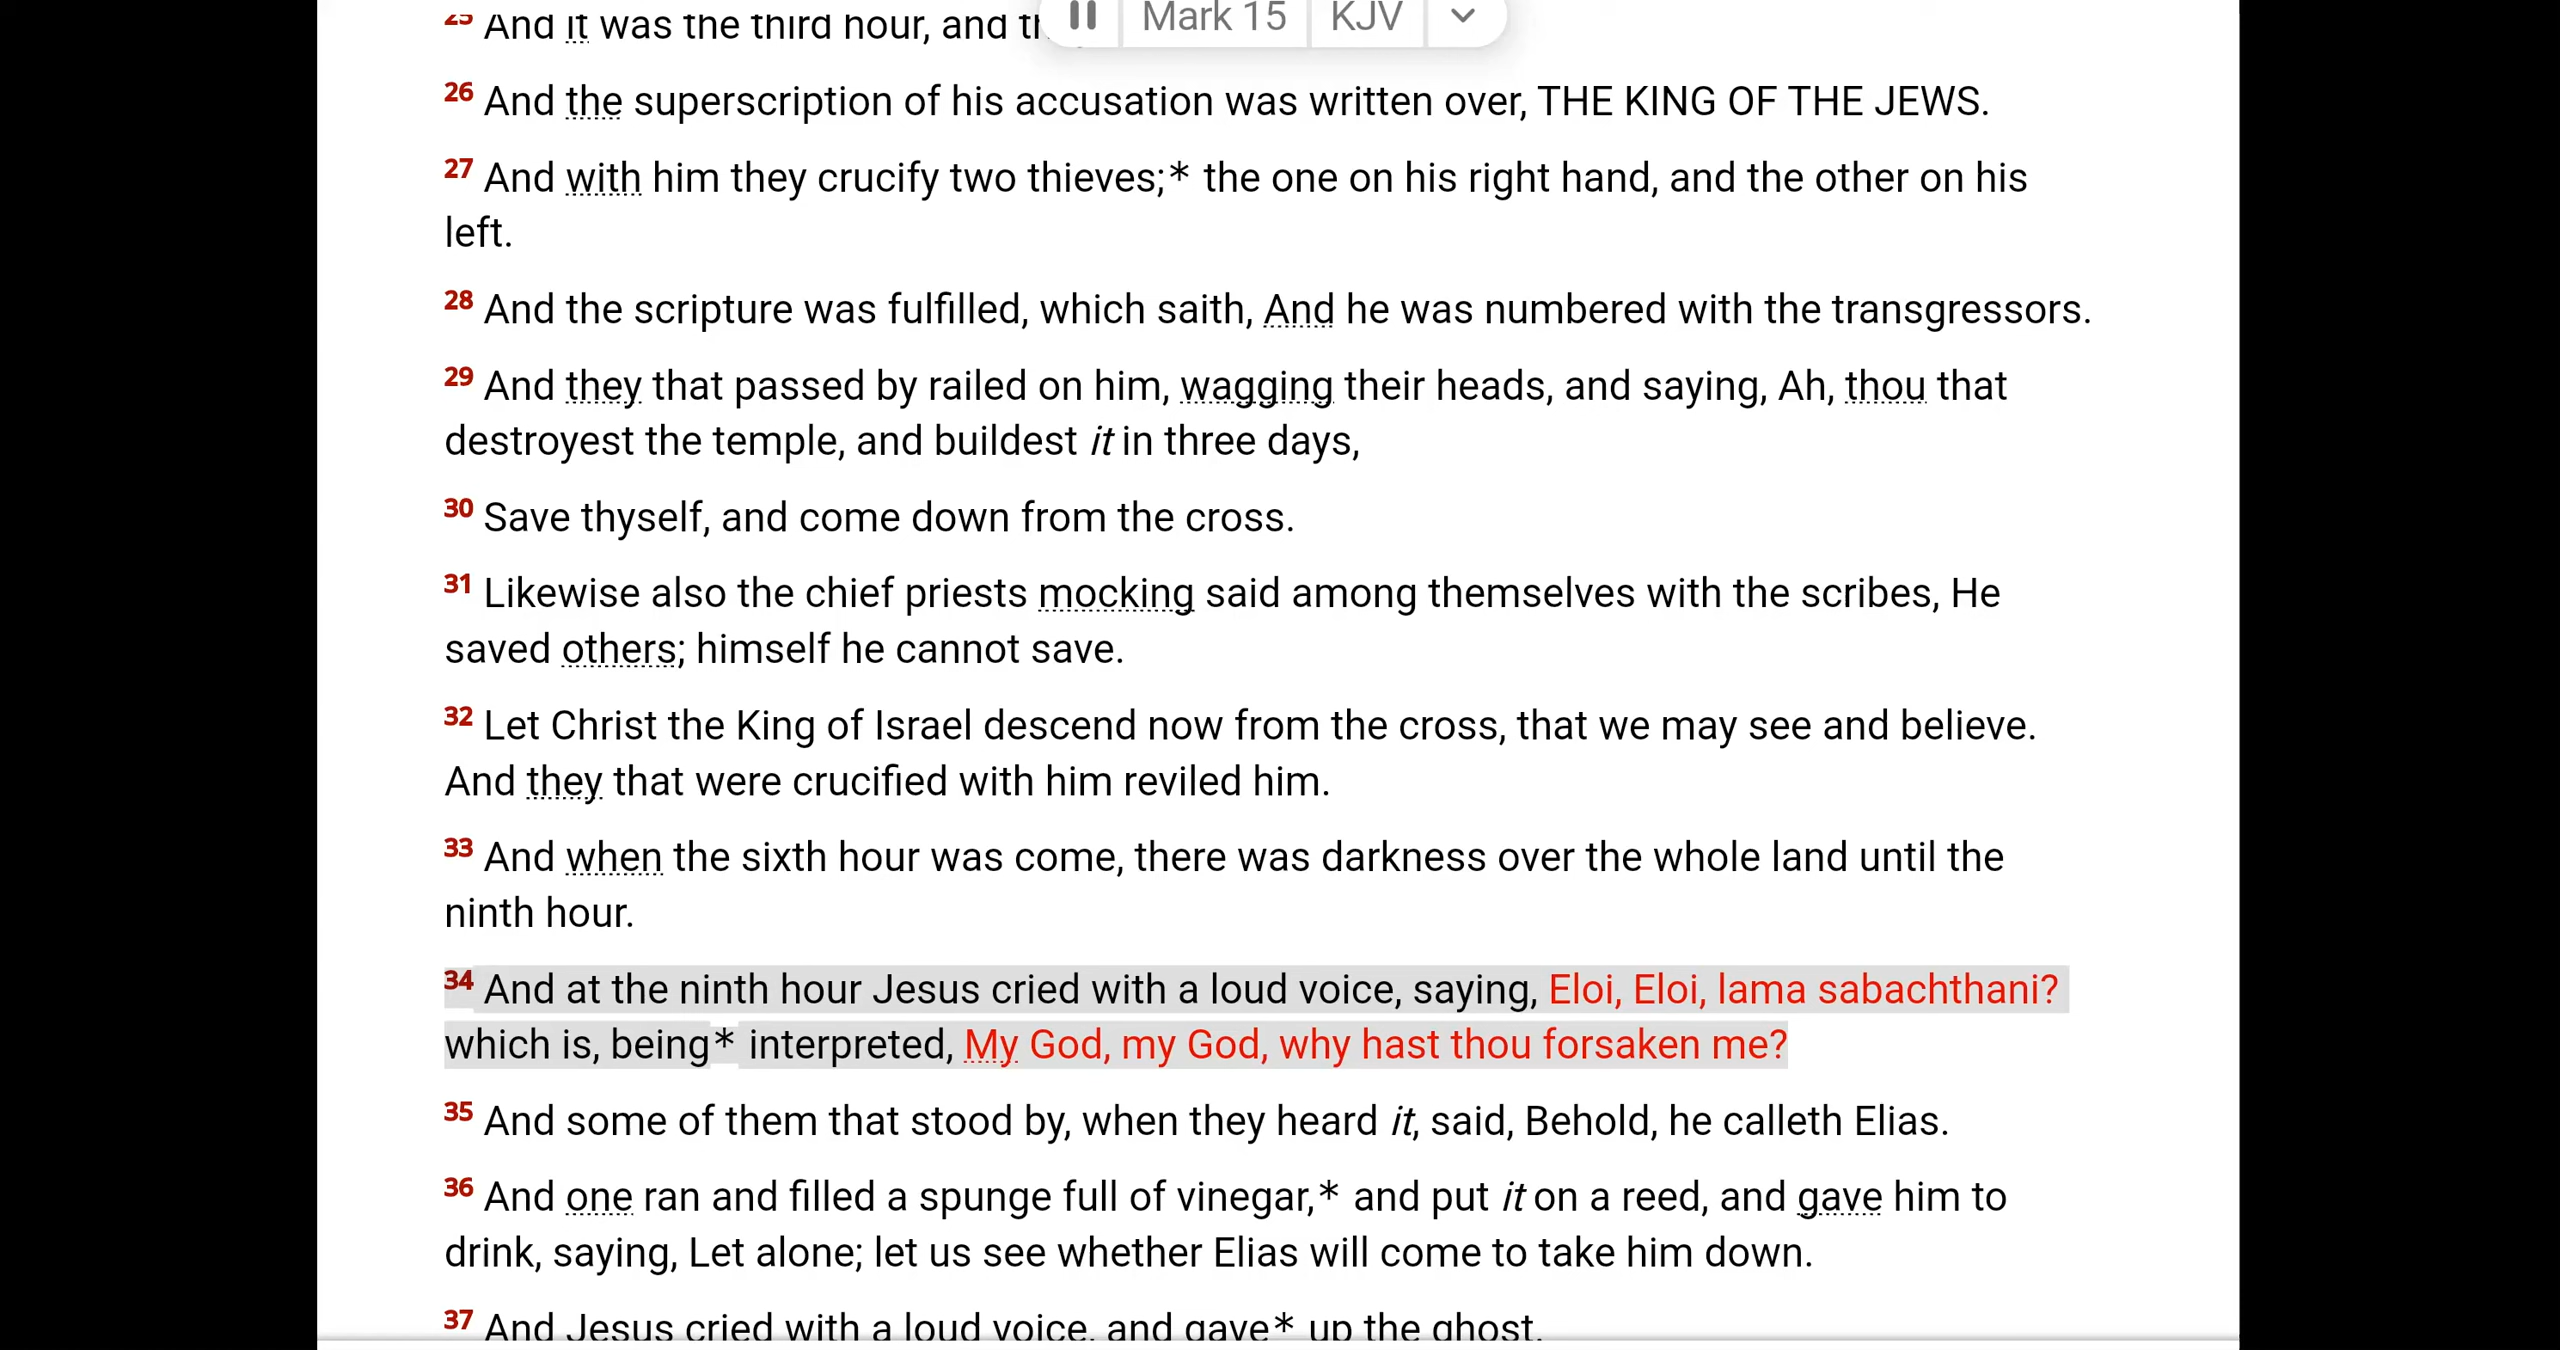 Mark 15 KJV
25 And it was the third hour, and
26 And the superscription of his accusation was written over, THE KING OF THE JEWS.
27 And with him they crucify two thieves;* the one on his right hand, and the other on his
left.
28 And the scripture was fulfilled, which saith, And he was numbered with the transgressors.
29 And they that passed by railed on him, wagging their heads, and saying, Ah, thou that
destroyest the temple, and buildest it in three days,
30 Save thyself, and come down from the cross.
31 Likewise also the chief priests mocking said among themselves with the scribes, He
saved others; himself he cannot save.
32 Let Christ the King of Israel descend now from the cross, that we may see and believe.
And they that were crucified with him reviled him.
33 And when the sixth hour was come, there was darkness over the whole land until the
ninth hour.
34 And at the ninth hour Jesus cried with a loud voice, saying, Eloi, Eloi, lama sabachthani?
which is, being* interpreted, My God, my God, why hast thou forsaken me?
35 And some of them that stood by, when they heard it, said, Behold, he calleth Elias.
36 And one ran and filled a spunge full of vinegar,* and put it on a reed, and gave him to
drink, saying, Let alone; let us see whether Elias will come to take him down.
37 And Jesus cried with a loud voice, and gave* up the ghost.